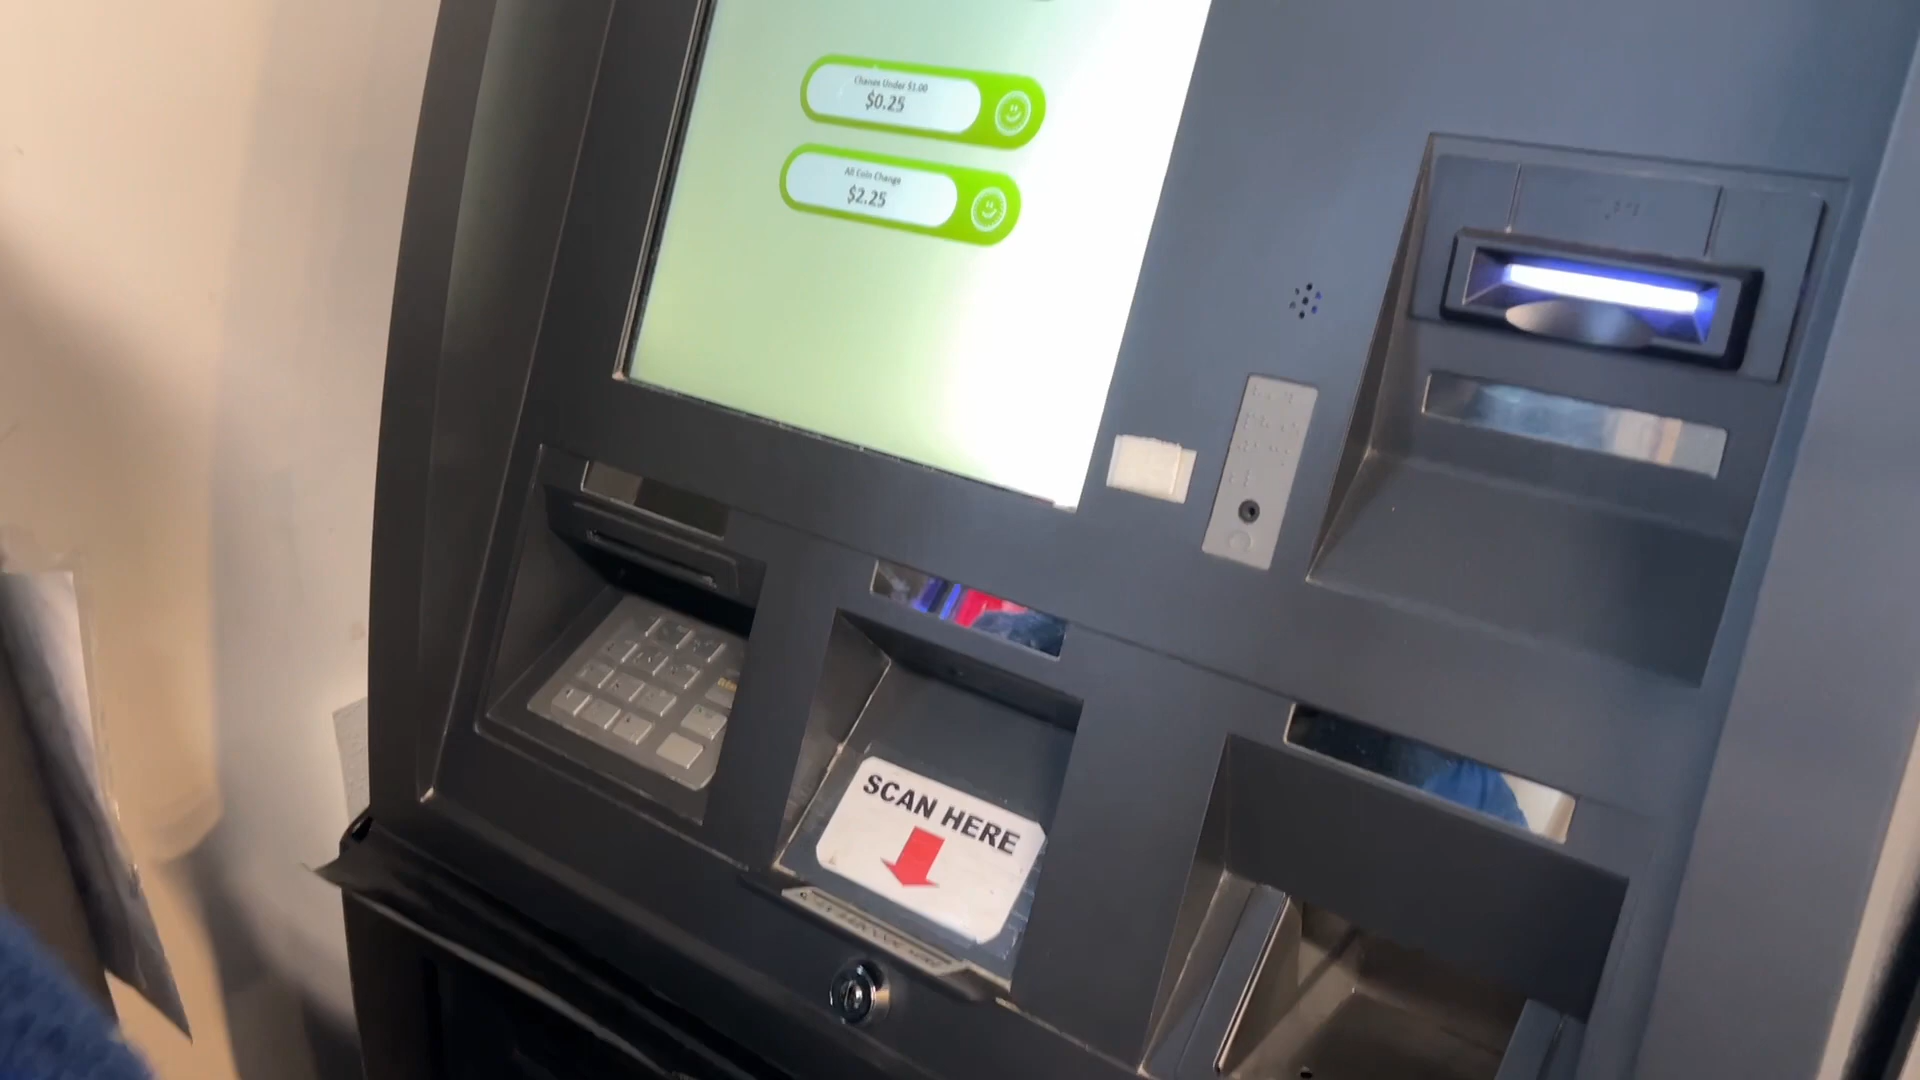 Change Under $1.00
$0.25
All Coin Change
$2.25
SCAN HERE